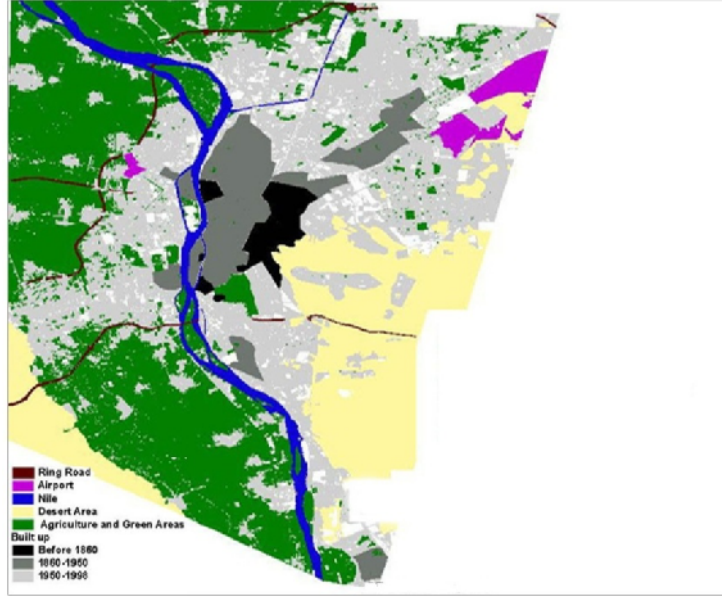 Ring Road
Airport
Nile
Desert Area
Agriculture and Green Areas
Built up
Before 1860
1860-1950
1950-1998